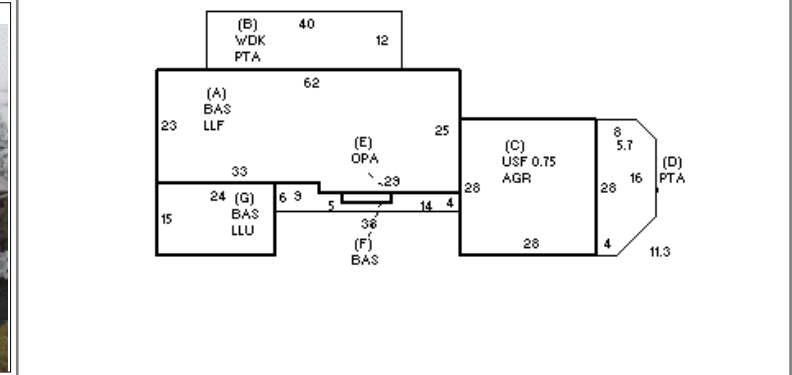 (B) 40
WDK 12
PTA
62
(A)
BAS
LLF
23
25
(E)
OPA
33
29
8
5.7
(C)
USF 0.75
AGR
(D)
PTA
16
28
28
24 (G)
BAS
LLU
15
6 9
5
14 4
36
(F)
BAS
28
4
11.3